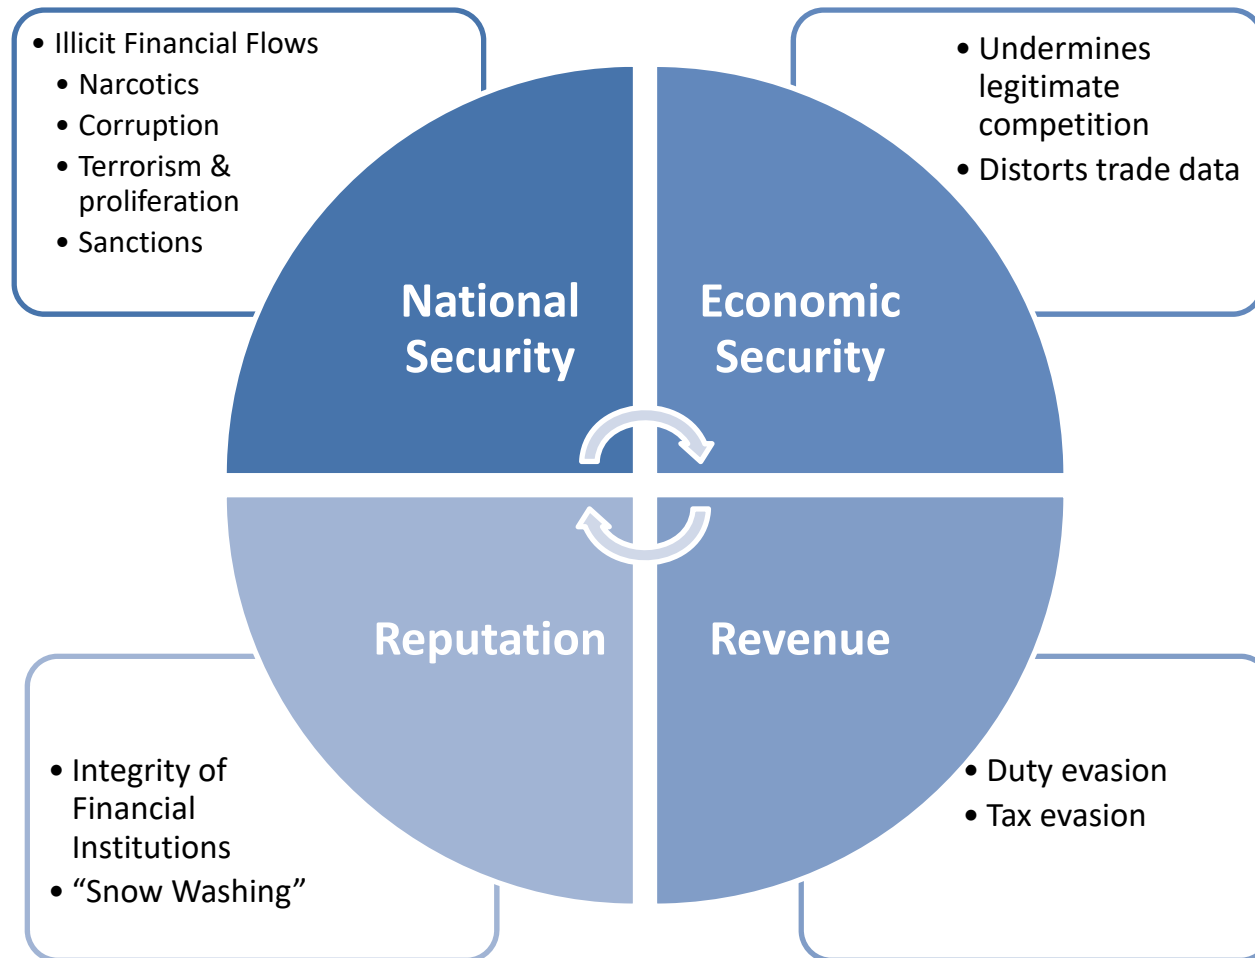 • Illicit Financial Flows
• Narcotics
• Corruption
• Terrorism &
proliferation
• Sanctions
• Undermines
legitimate
competition
• Distorts trade data
National
Security
Economic
Security
Reputation
Revenue
• Integrity of
Financial
Institutions
• “Snow Washing”
• Duty evasion
• Tax evasion